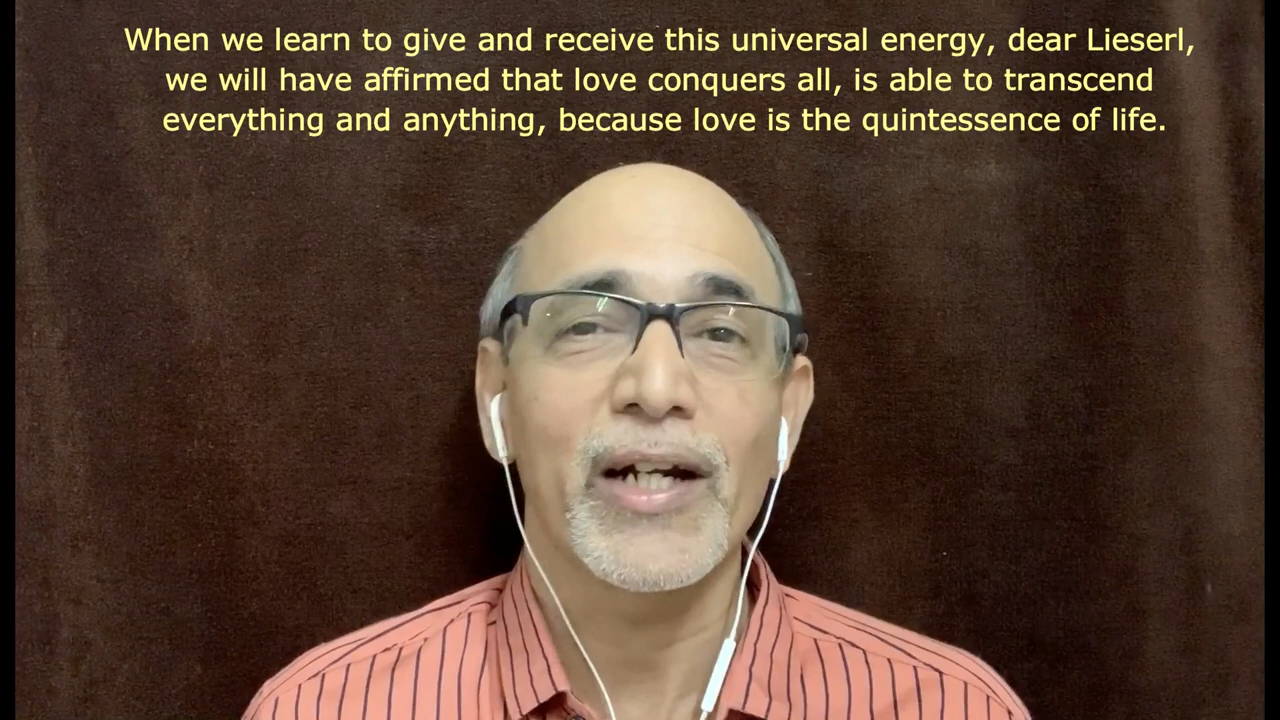 When we learn to give and receive this universal energy, dear Lieserl,
we will have affirmed that love conquers all, is able to transcend
everything and anything, because love is the quintessence of life.